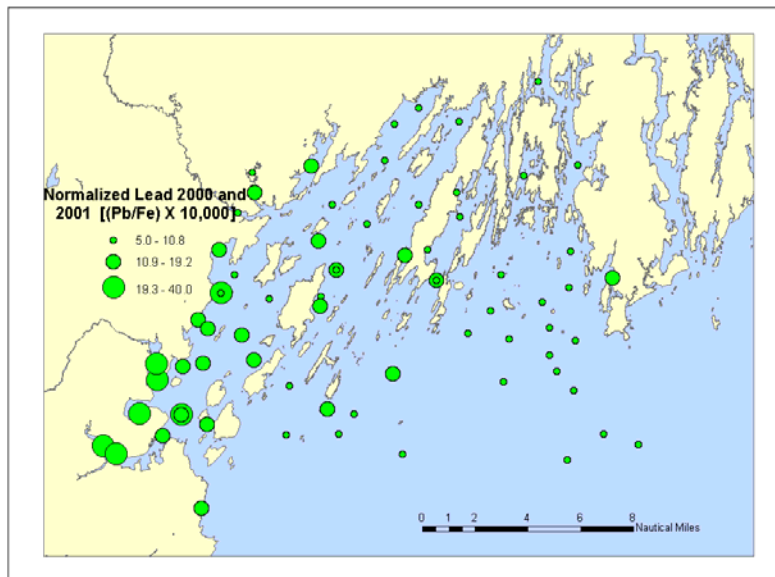 Normalized Lead 2000 and
2001 [(Pb/Fe) X 10,000]
5.0 - 10.8
10.9 - 19.2
19.3 - 40.0
0 1 2 4 6 8
Nautical Miles